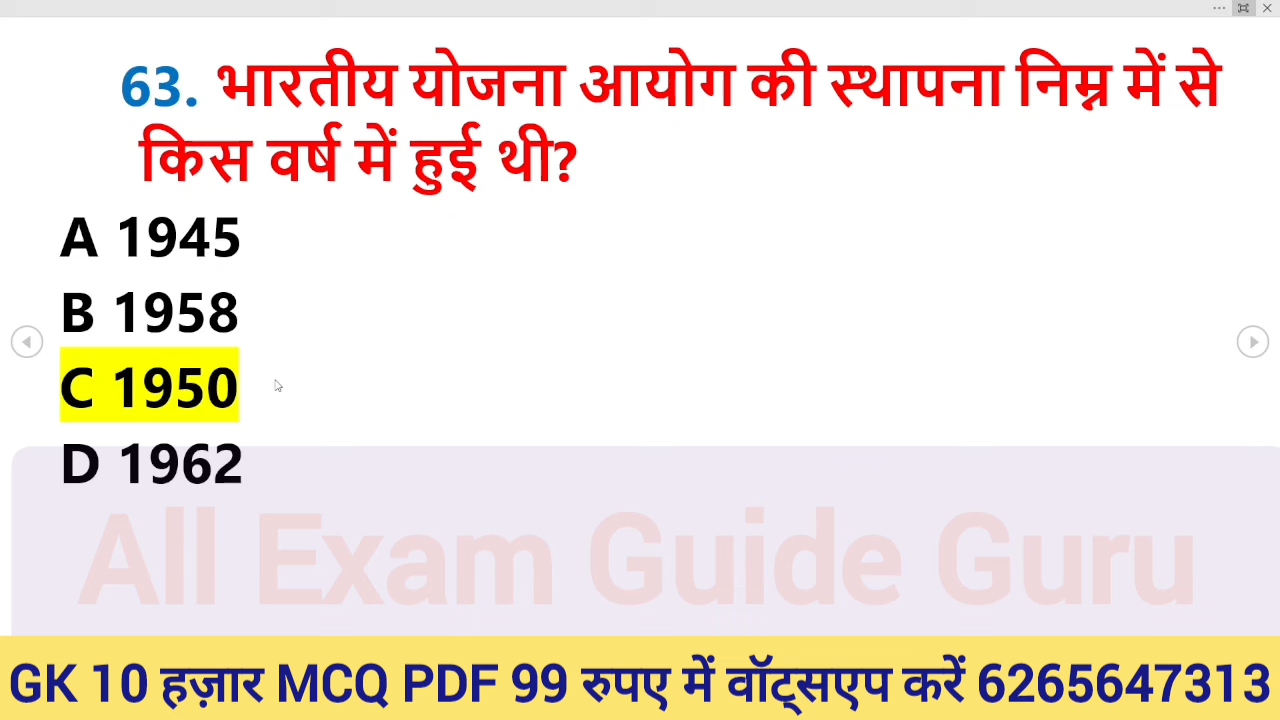 63. भारतीय योजना आयोग की स्थापना निम्न में से
किस वर्ष में हुई थी?
A 1945
B 1958
C 1950
D 1962
All Exam Guide Guru
GK 10 हज़ार MCQ PDF 99 रुपए में वॉट्सएप करें 6265647313